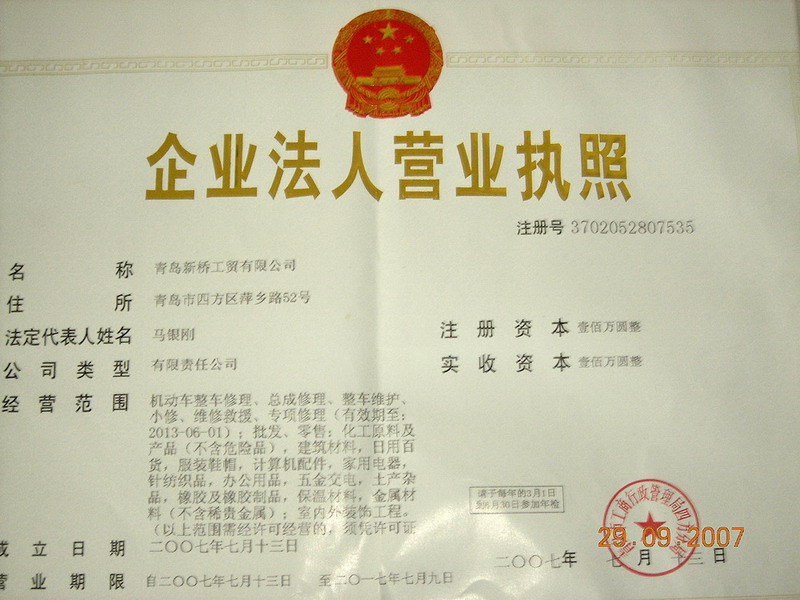 企业法人营业执照
注册号 3702052807535
名称 青岛新桥工贸有限公司
住所 青岛市四方区萍乡路52号
法定代表人姓名 马银刚
注册资本 壹佰万圆整
公司类型 有限责任公司
实收资本 壹佰万圆整
经营范围 机动车整车修理、总成修理、整车维护、
小修、维修救援、专项修理（有效期至：
2013-06-01）；批发、零售：化工原料及
产品（不含危险品），建筑材料，日用百
货，服装鞋帽，计算机配件，家用电器，
针纺织品，办公用品，五金交电，土产杂
品，橡胶及橡胶制品，保温材料，金属材
料（不含稀贵金属）；室内外装饰工程。
（以上范围需经许可经营的，须凭许可证
请于每年的3月1日
到6月30日参加年检
工商行政管理局四方分局
成立日期 二〇〇七年七月十三日
营业期限 自二〇〇七年七月十三日 至二〇一七年七月九日
二〇〇七年 七月十三日
29.09.2007